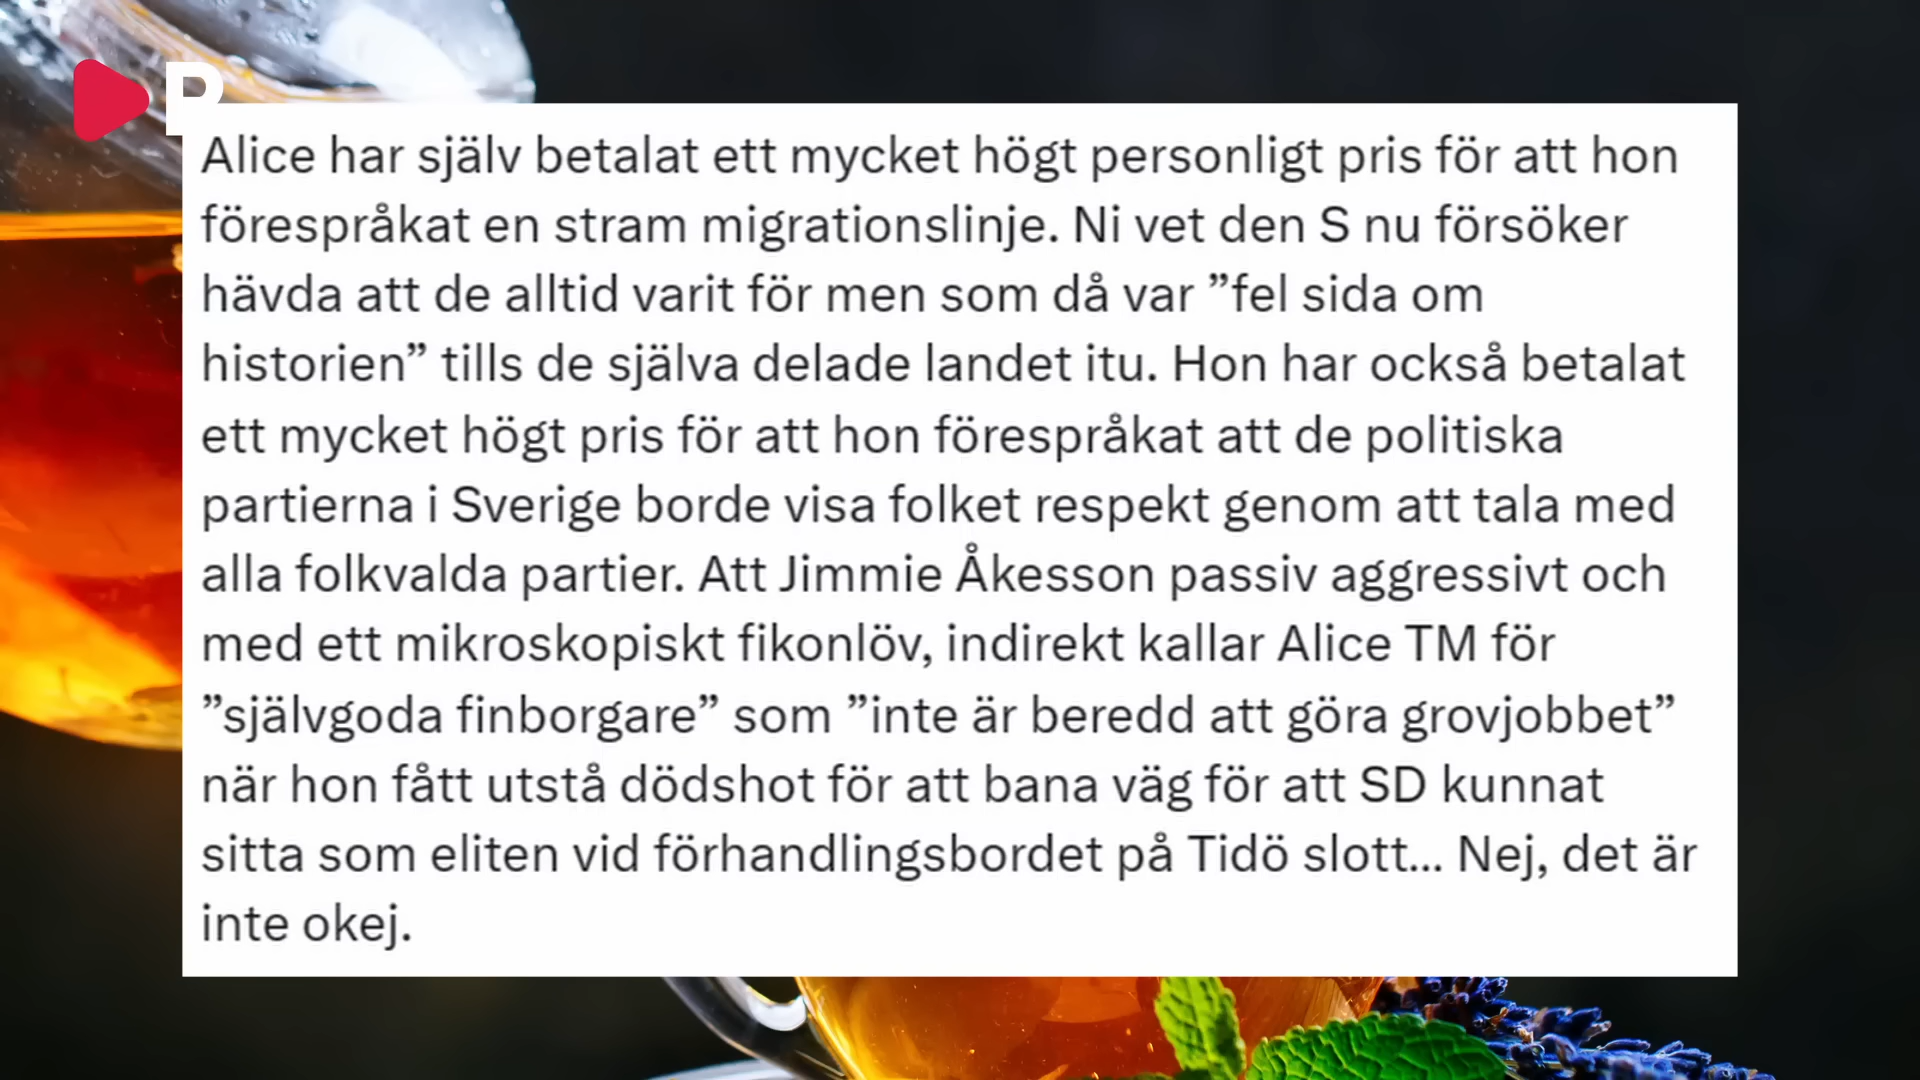 P
Alice har själv betalat ett mycket högt personligt pris för att hon
förespråkat en stram migrationslinje. Ni vet den S nu försöker
hävda att de alltid varit för men som då var ”fel sida om
historien” tills de själva delade landet itu. Hon har också betalat
ett mycket högt pris för att hon förespråkat att de politiska
partierna i Sverige borde visa folket respekt genom att tala med
alla folkvalda partier. Att Jimmie Åkesson passiv aggressivt och
med ett mikroskopiskt fikonlöv, indirekt kallar Alice TM för
”självgoda finborgare” som ”inte är beredd att göra grovjobbet”
när hon fått utstå dödshot för att bana väg för att SD kunnat
sitta som eliten vid förhandlingsbordet på Tidö slott... Nej, det är
inte okej.